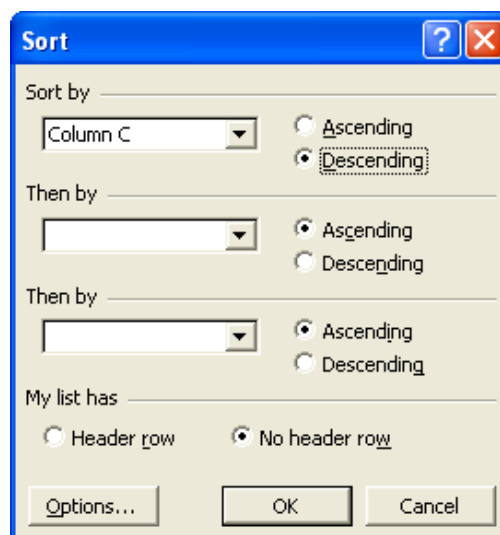 Sort
Sort by
Column C
Ascending
Descending
Then by
Ascending
Descending
Then by
Ascending
Descending
My list has
Header row
No header row
Options...
OK
Cancel